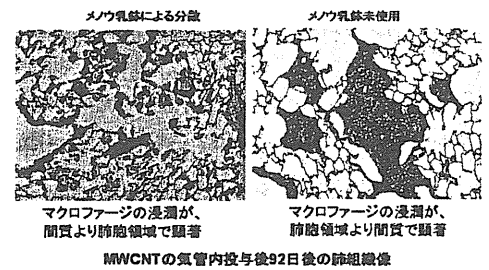 メノウ乳鉢による分散
メノウ乳鉢未使用
マクロファージの浸潤が、
間質より肺胞領域で顕著
マクロファージの浸潤が、
肺胞領域より間質で顕著
MWCNTの気管内投与後92日後の肺組織像